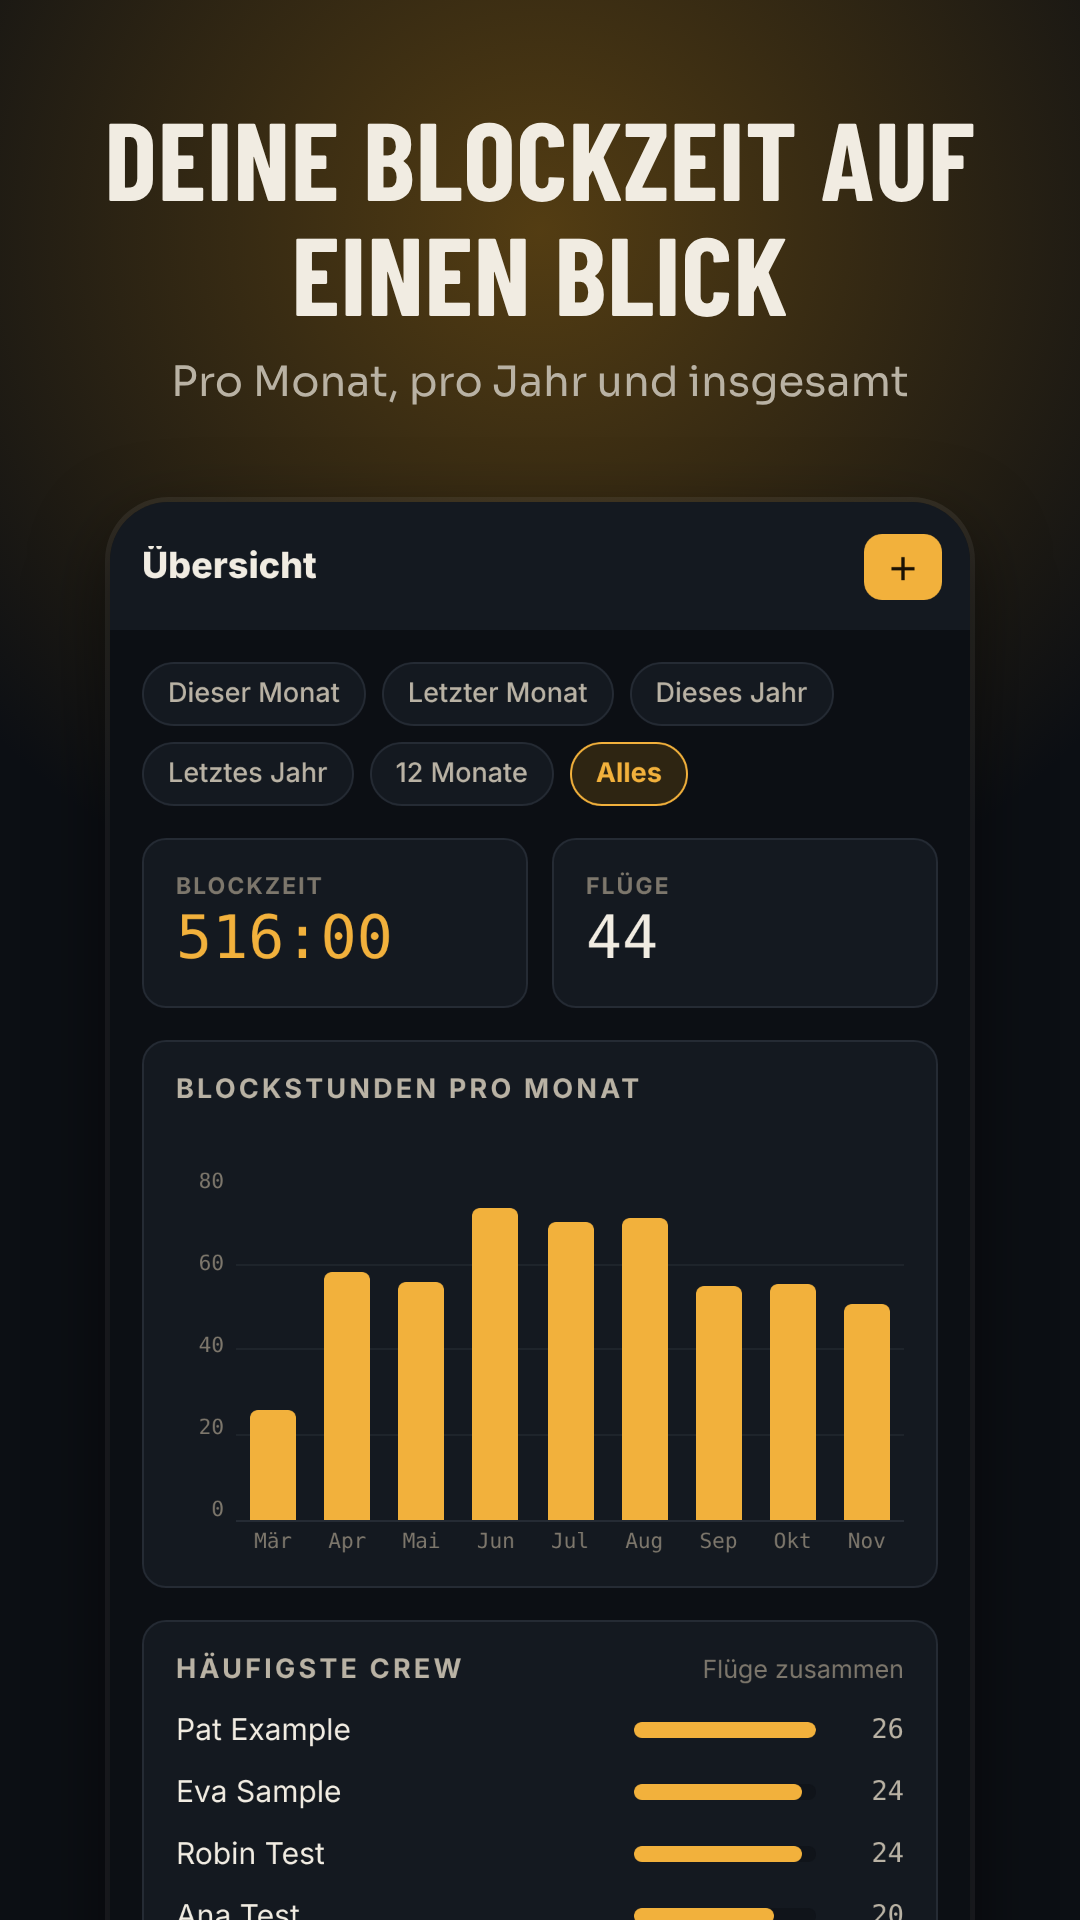 DEINE BLOCKZEIT AUF
EINEN BLICK
Pro Monat, pro Jahr und insgesamt
Übersicht
+
Dieser Monat
Letzter Monat
Dieses Jahr
Letztes Jahr
12 Monate
Alles
BLOCKZEIT
516:00
FLÜGE
44
BLOCKSTUNDEN PRO MONAT
80
60
40
20
0
Mär Apr Mai Jun Jul Aug Sep Okt Nov
HÄUFIGSTE CREW Flüge zusammen
Pat Example 26
Eva Sample 24
Robin Test 24
Ana Test 20